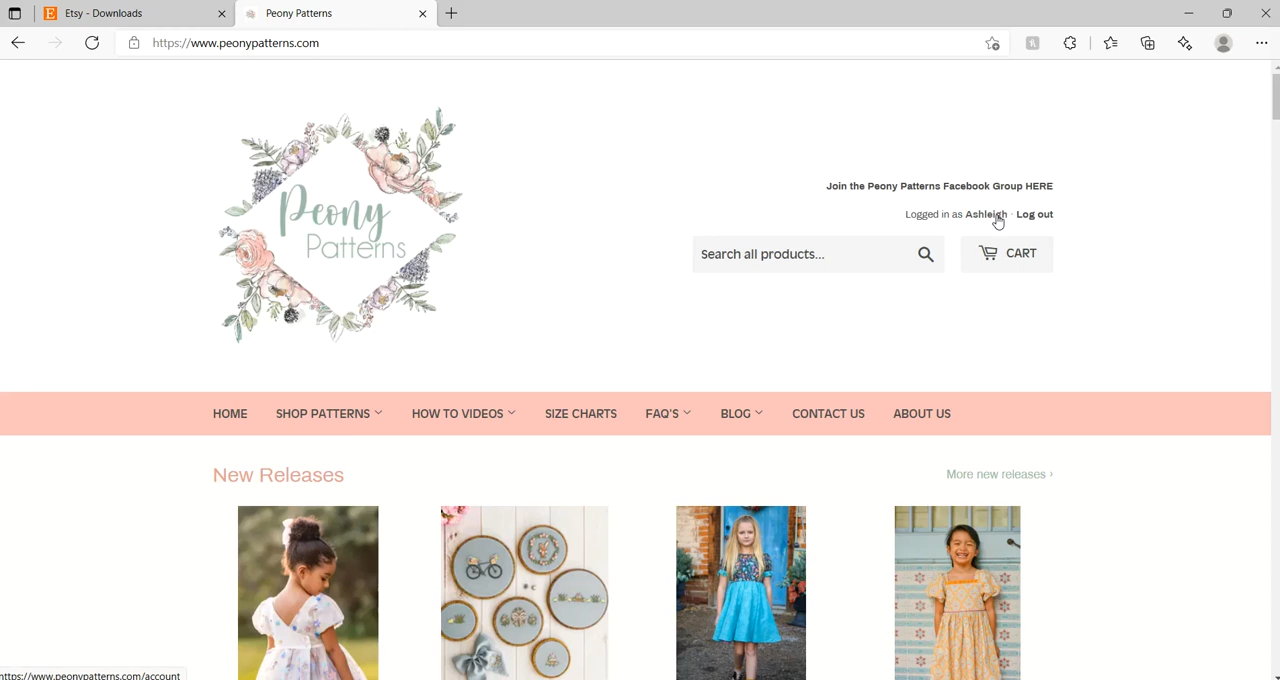 Etsy - Downloads
Peony Patterns
https://www.peonypatterns.com
Peony
Patterns
Join the Peony Patterns Facebook Group HERE
Logged in as Ashleigh · Log out
Search all products...
CART
HOME
SHOP PATTERNS
HOW TO VIDEOS
SIZE CHARTS
FAQ'S
BLOG
CONTACT US
ABOUT US
New Releases
More new releases ›
https://www.peonypatterns.com/account